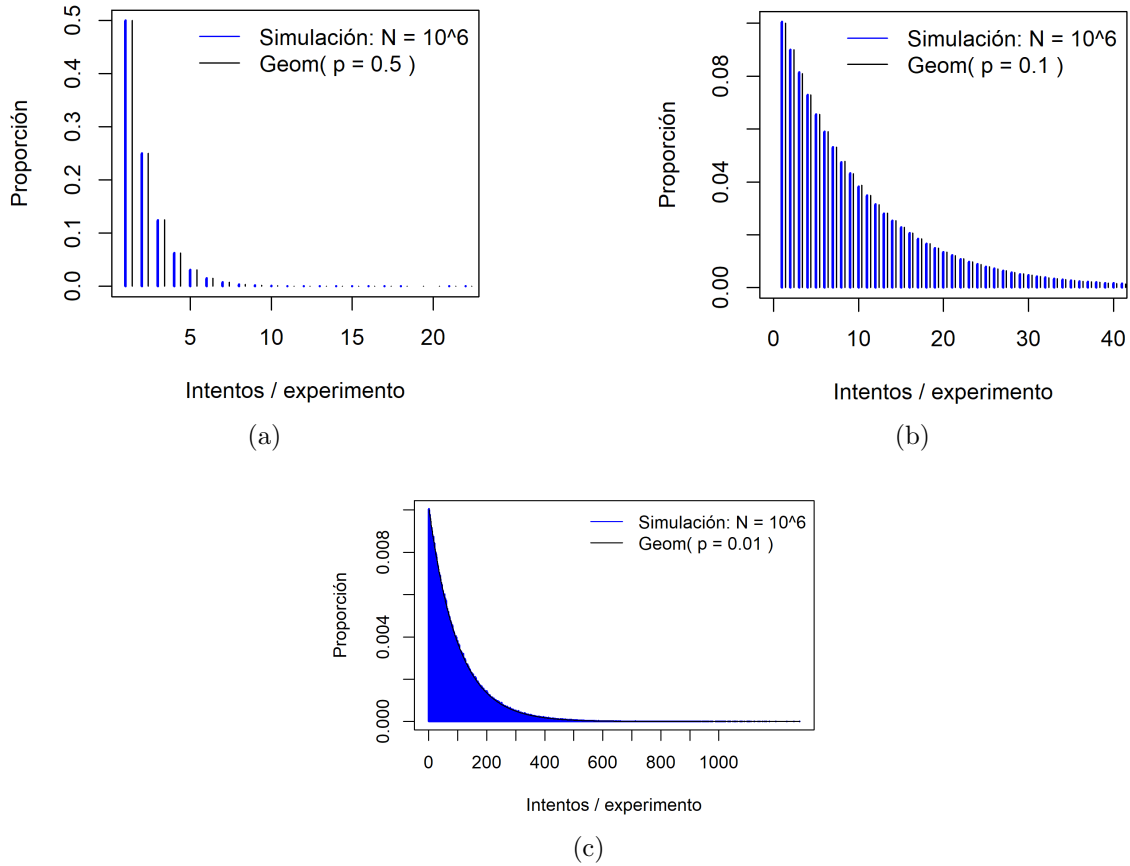 Simulación: N = 10^6
Geom( p = 0.5 )
Proporción
0.5
0.4
0.3
0.2
0.1
0.0
5 10 15 20
Intentos / experimento
(a)
Simulación: N = 10^6
Geom( p = 0.1 )
Proporción
0.08
0.04
0.00
0 10 20 30 40
Intentos / experimento
(b)
Simulación: N = 10^6
Geom( p = 0.01 )
Proporción
0.008
0.004
0.000
0 200 400 600 800 1000
Intentos / experimento
(c)